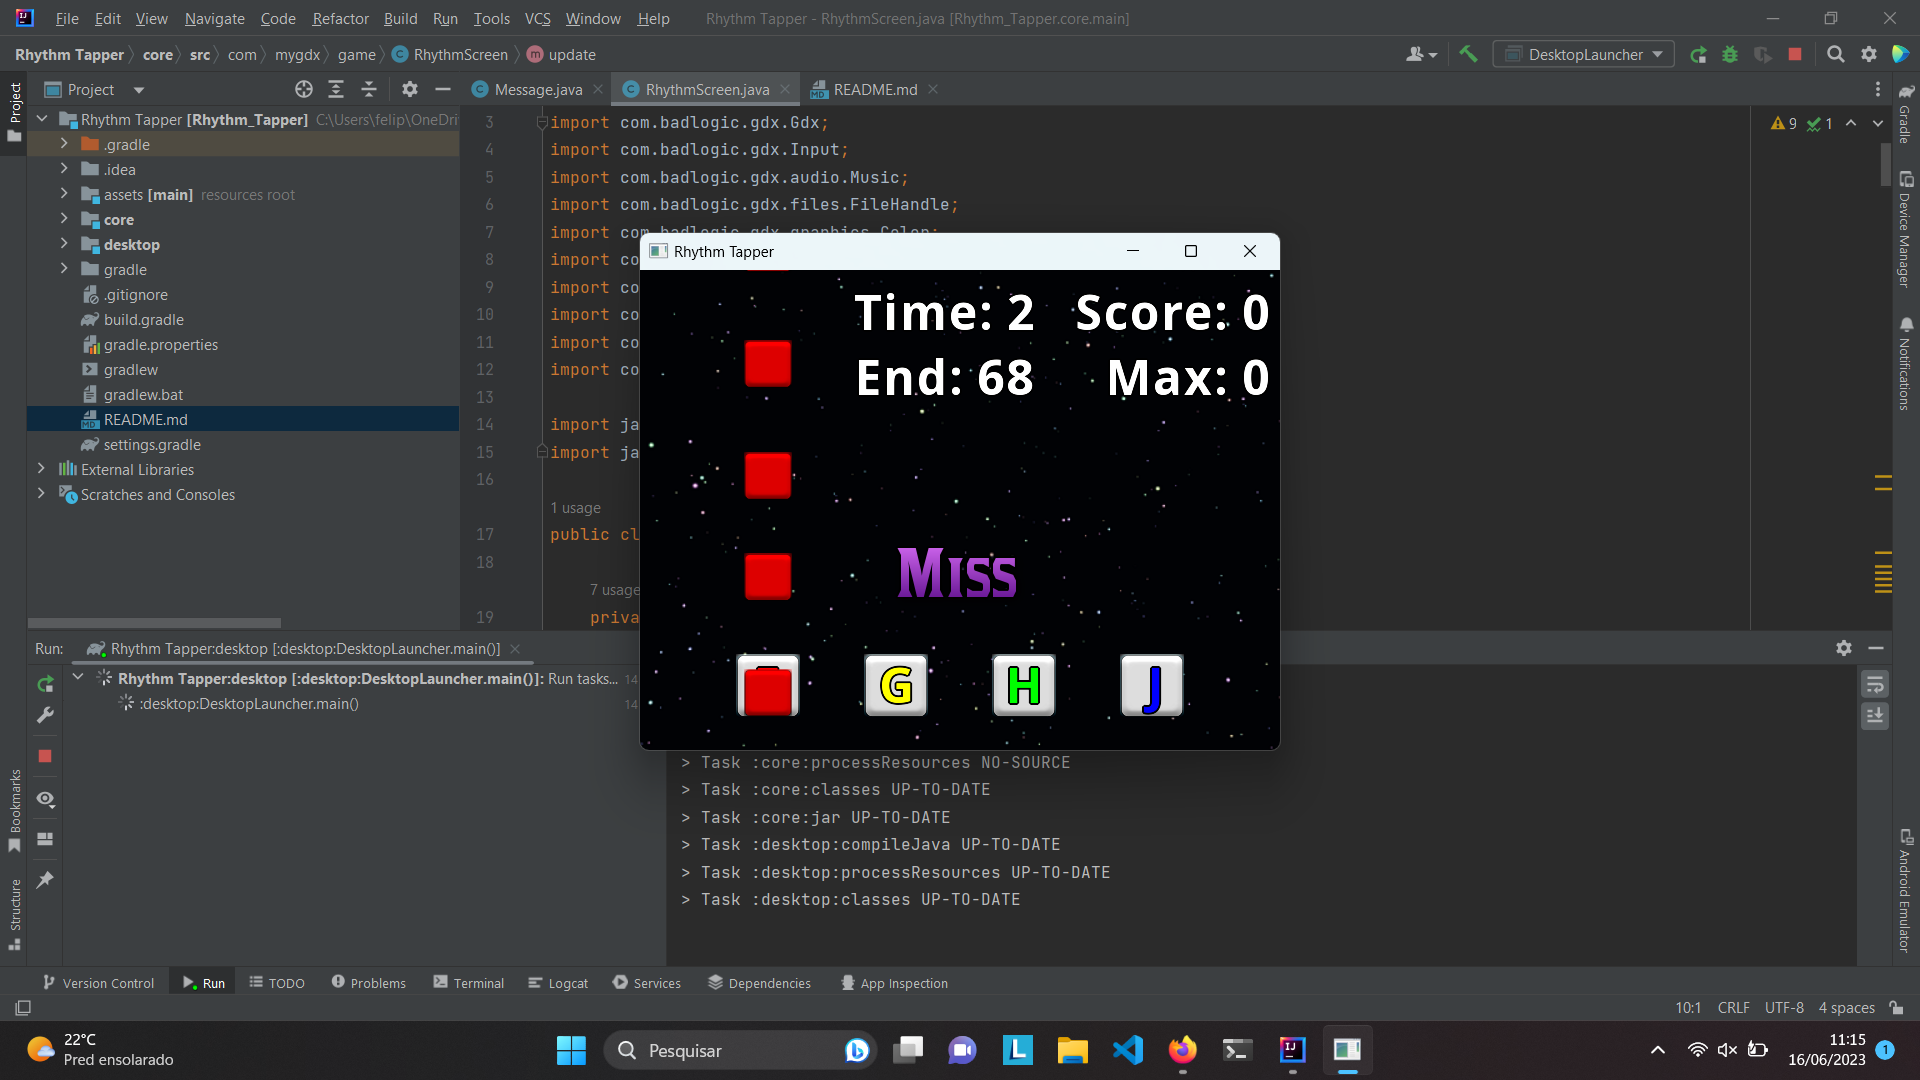 File Edit View Navigate Code Refactor Build Run Tools VCS Window Help Rhythm Tapper - RhythmScreen.java [Rhythm_Tapper.core.main]
Rhythm Tapper core src com mygdx game RhythmScreen update DesktopLauncher
Project Message.java RhythmScreen.java README.md
Project
Rhythm Tapper [Rhythm_Tapper] C:\Users\felip\OneDri
.gradle
.idea
assets [main] resources root
core
desktop
gradle
.gitignore
build.gradle
gradle.properties
gradlew
gradlew.bat
README.md
settings.gradle
External Libraries
Scratches and Consoles
3 import com.badlogic.gdx.Gdx;
4 import com.badlogic.gdx.Input;
5 import com.badlogic.gdx.audio.Music;
6 import com.badlogic.gdx.files.FileHandle;
7 import com.badlogic.gdx.graphics.Color;
8 import co
9 import co
10 import co
11 import co
12 import co
13
14 import ja
15 import ja
16
1 usage
17 public cl
18
7 usage
19 priva
9 1
Gradle
Device Manager
Notifications
Android Emulator
Rhythm Tapper
Time: 2 Score: 0
End: 68 Max: 0
Miss
G H J
Run: Rhythm Tapper:desktop [:desktop:DesktopLauncher.main()]
Rhythm Tapper:desktop [:desktop:DesktopLauncher.main()]: Run tasks... 14
:desktop:DesktopLauncher.main() 14
> Task :core:processResources NO-SOURCE
> Task :core:classes UP-TO-DATE
> Task :core:jar UP-TO-DATE
> Task :desktop:compileJava UP-TO-DATE
> Task :desktop:processResources UP-TO-DATE
> Task :desktop:classes UP-TO-DATE
Bookmarks
Structure
Version Control Run TODO Problems Terminal Logcat Services Dependencies App Inspection
10:1 CRLF UTF-8 4 spaces
22°C
Pred ensolarado
Pesquisar
11:15
16/06/2023
1